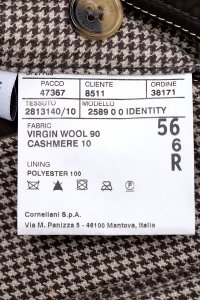 PACCO CLIENTE ORDINE
47367 8511 38171
TESSUTO MODELLO
2813140/10 2589 0 0 IDENTITY
FABRIC
VIRGIN WOOL 90
CASHMERE 10
56
6
R
LINING
POLYESTER 100
Corneliani S.p.A.
Via M. Panizza 5 - 46100 Mantova, Italia